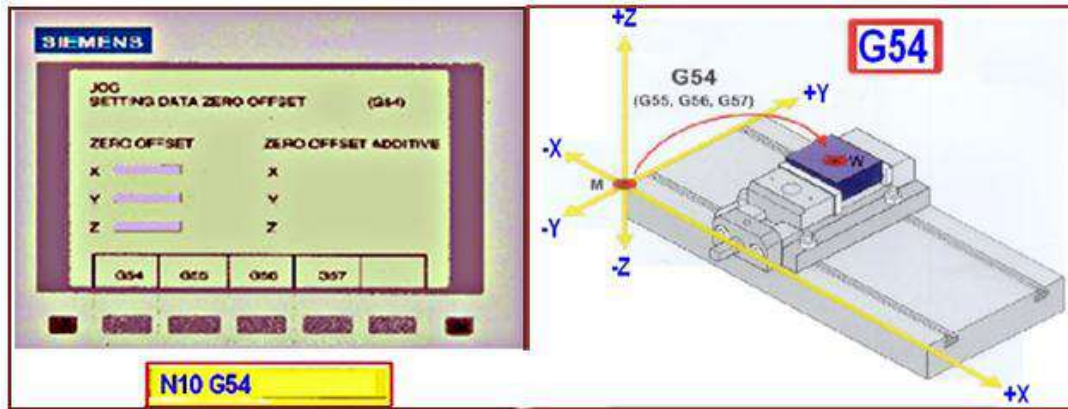 SIEMENS
JOG
SETTING DATA ZERO OFFSET (G54)
ZERO OFFSET ZERO OFFSET ADDITIVE
X X
Y Y
Z Z
G54 G55 G56 G57
N10 G54
+Z
G54
G54
(G55, G56, G57)
+Y
-X
W
M
-Y
-Z
+X